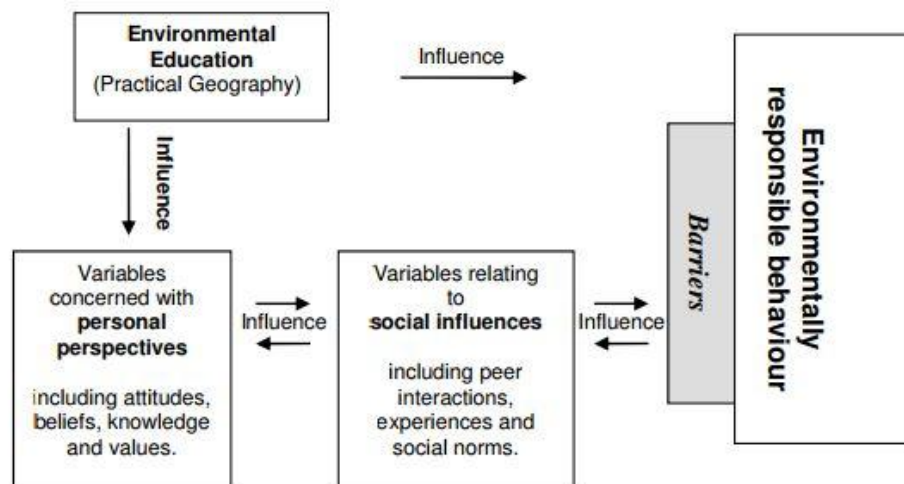 Environmental
Education
(Practical Geography)
Influence
Influence
Variables
concerned with
personal
perspectives
including attitudes,
beliefs, knowledge
and values.
Influence
Variables relating
to
social influences
including peer
interactions,
experiences and
social norms.
Influence
Barriers
Environmentally
responsible behaviour